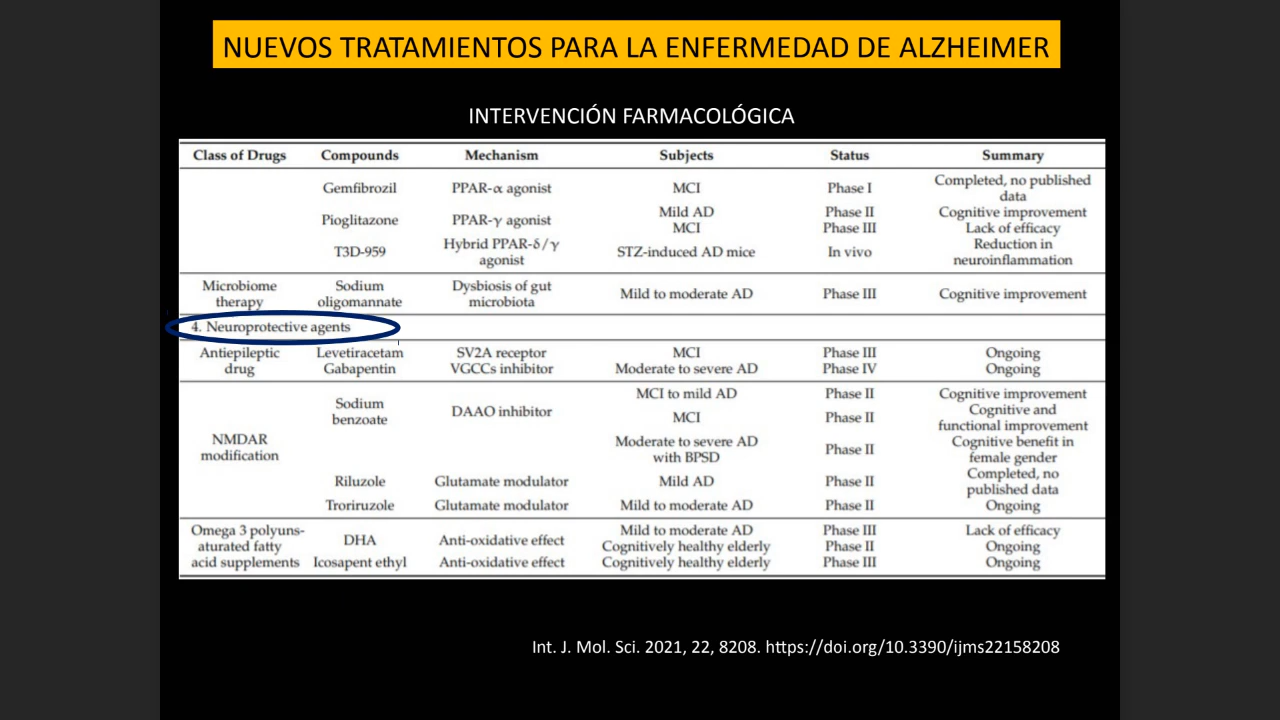 NUEVOS TRATAMIENTOS PARA LA ENFERMEDAD DE ALZHEIMER
INTERVENCIÓN FARMACOLÓGICA
Class of Drugs Compounds Mechanism Subjects Status Summary
Gemfibrozil PPAR-α agonist MCI Phase I Completed, no published
data
Pioglitazone PPAR-γ agonist Mild AD Phase II Cognitive improvement
MCI Phase III Lack of efficacy
T3D-959 Hybrid PPAR-δ/γ
agonist STZ-induced AD mice In vivo Reduction in
neuroinflammation
Microbiome
therapy Sodium
oligomannate Dysbiosis of gut
microbiota Mild to moderate AD Phase III Cognitive improvement
4. Neuroprotective agents
Antiepileptic
drug Levetiracetam SV2A receptor MCI Phase III Ongoing
Gabapentin VGCCs inhibitor Moderate to severe AD Phase IV Ongoing
NMDAR
modification Sodium
benzoate DAAO inhibitor MCI to mild AD Phase II Cognitive improvement
MCI Phase II Cognitive and
functional improvement
Moderate to severe AD
with BPSD Phase II Cognitive benefit in
female gender
Riluzole Glutamate modulator Mild AD Phase II Completed, no
published data
Troriruzole Glutamate modulator Mild to moderate AD Phase II Ongoing
Omega 3 polyuns-
aturated fatty
acid supplements DHA Anti-oxidative effect Mild to moderate AD Phase III Lack of efficacy
Cognitively healthy elderly Phase II Ongoing
Icosapent ethyl Anti-oxidative effect Cognitively healthy elderly Phase III Ongoing
Int. J. Mol. Sci. 2021, 22, 8208. https://doi.org/10.3390/ijms22158208